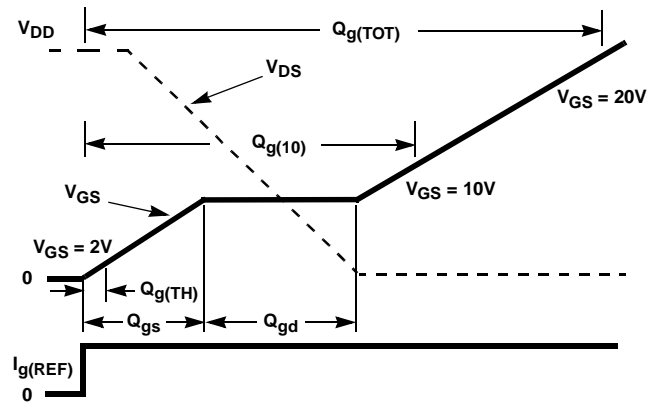 V_DD
Q_g(TOT)
V_DS
V_GS = 20V
Q_g(10)
V_GS
V_GS = 10V
V_GS = 2V
0
Q_g(TH)
Q_gs
Q_gd
I_g(REF)
0